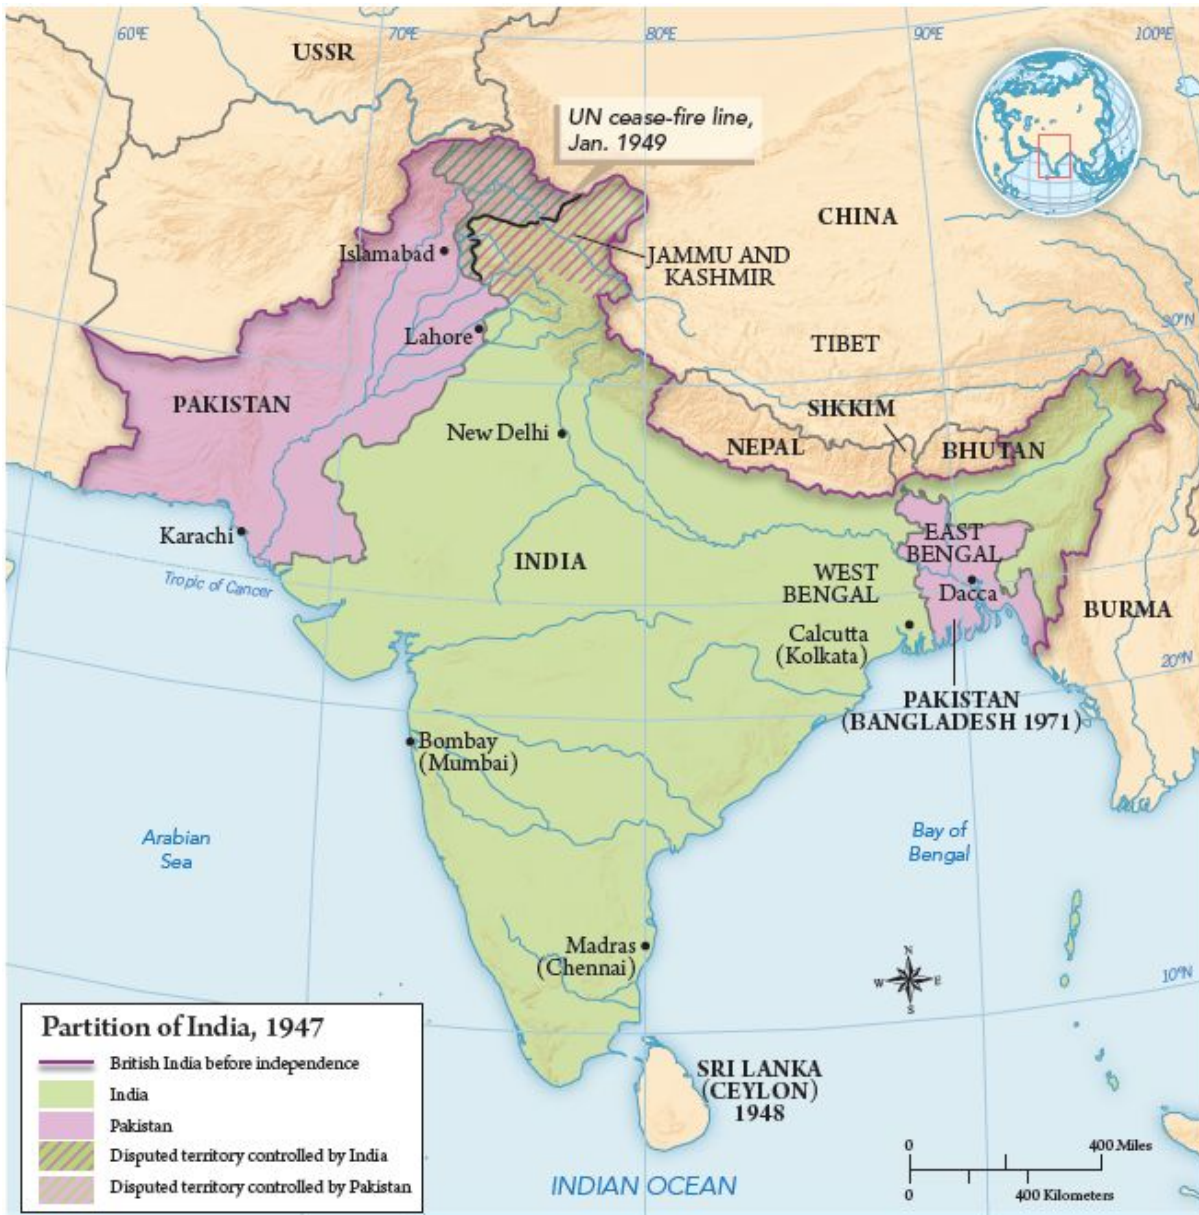 60°E
70°E
80°E
90°E
100°E
USSR
UN cease-fire line,
Jan. 1949
CHINA
Islamabad
JAMMU AND
KASHMIR
Lahore
30°N
TIBET
PAKISTAN
SIKKIM
New Delhi
NEPAL
BHUTAN
Karachi
INDIA
EAST
BENGAL
WEST
BENGAL
Tropic of Cancer
Dacca
BURMA
Calcutta
(Kolkata)
20°N
PAKISTAN
(BANGLADESH 1971)
Bombay
(Mumbai)
Arabian
Sea
Bay of
Bengal
Madras
(Chennai)
N
W
E
S
10°N
Partition of India, 1947
British India before independence
India
Pakistan
Disputed territory controlled by India
Disputed territory controlled by Pakistan
SRI LANKA
(CEYLON)
1948
INDIAN OCEAN
0
400 Miles
0
400 Kilometers